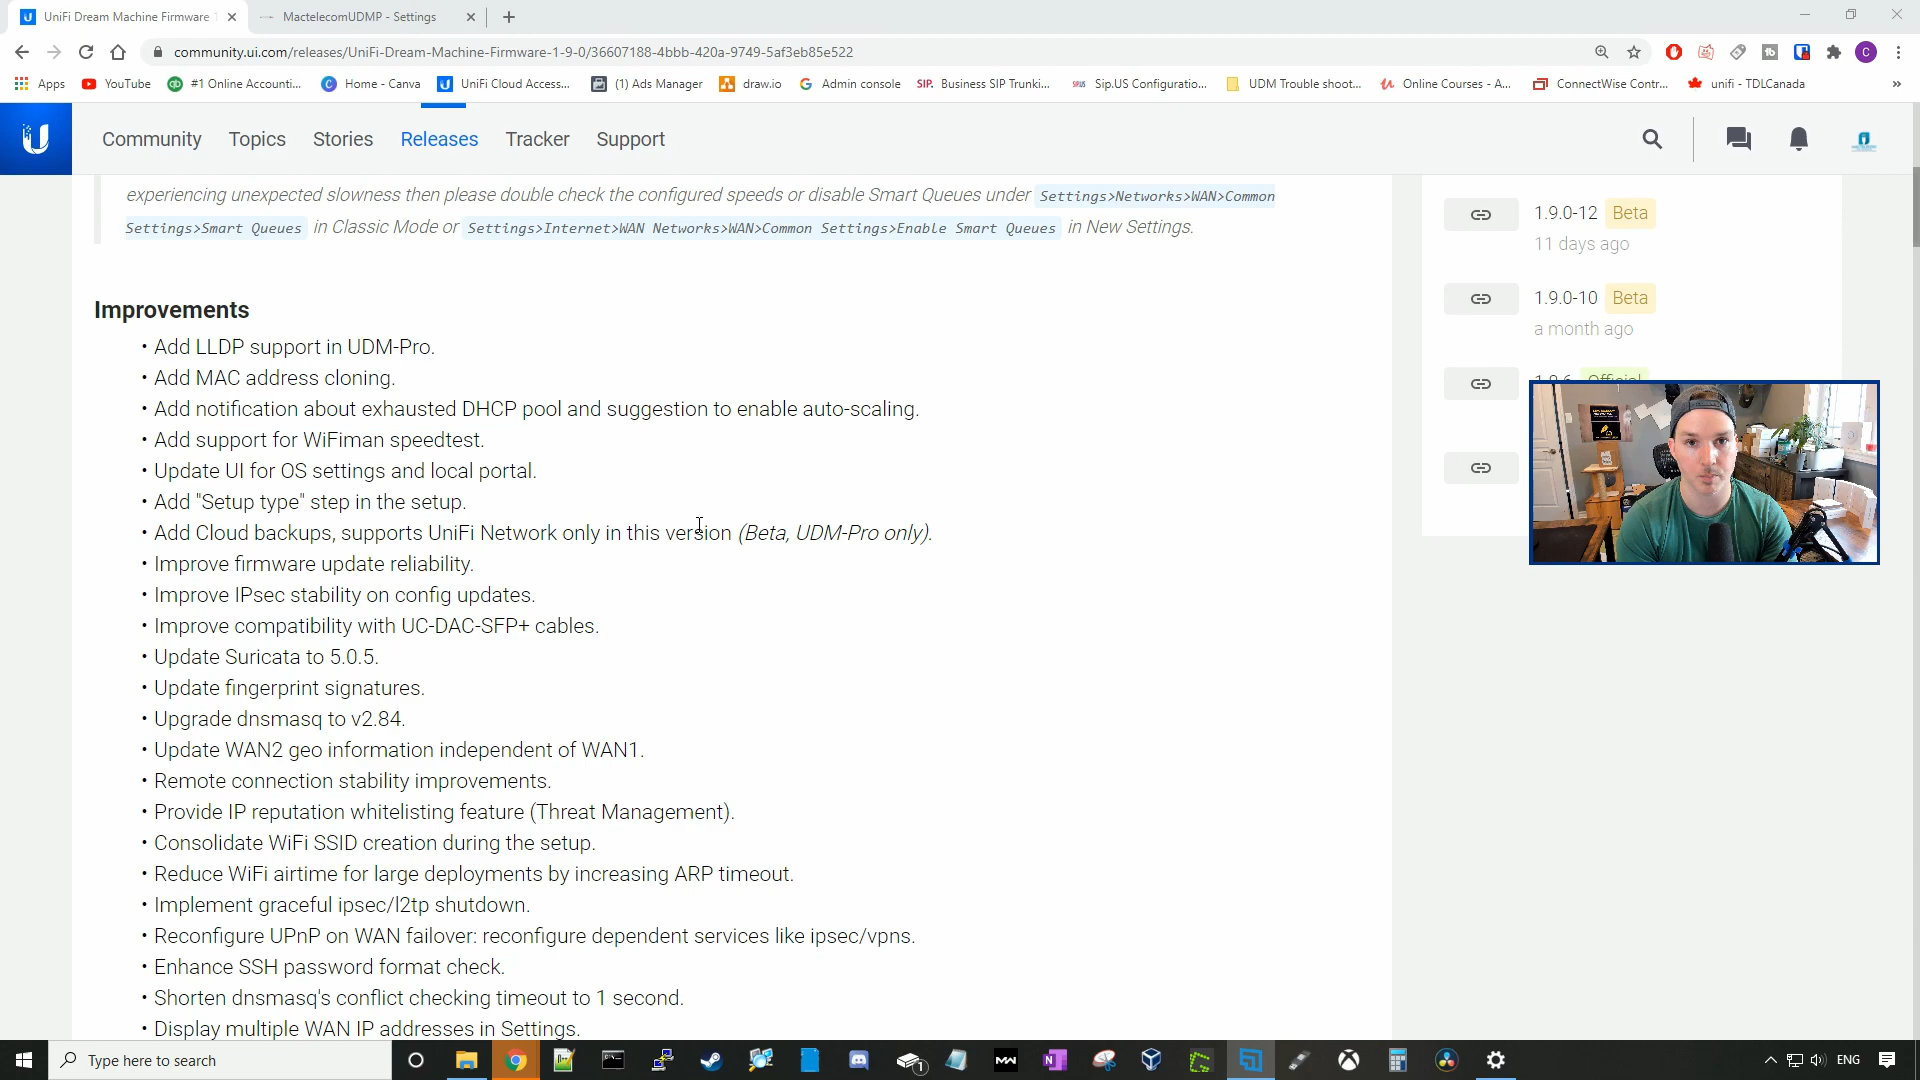 UniFi Dream Machine Firmware
MactelecomUDMP - Settings
community.ui.com/releases/UniFi-Dream-Machine-Firmware-1-9-0/36607188-4bbb-420a-9749-5af3eb85e522
Apps YouTube #1 Online Accounti... Home - Canva UniFi Cloud Access... (1) Ads Manager draw.io Admin console SIP. Business SIP Trunki... Sip.US Configuratio... UDM Trouble shoot... Online Courses - A... ConnectWise Contr... unifi - TDLCanada »
Community Topics Stories Releases Tracker Support
experiencing unexpected slowness then please double check the configured speeds or disable Smart Queues under Settings>Networks>WAN>Common
Settings>Smart Queues in Classic Mode or Settings>Internet>WAN Networks>WAN>Common Settings>Enable Smart Queues in New Settings.
Improvements
• Add LLDP support in UDM-Pro.
• Add MAC address cloning.
• Add notification about exhausted DHCP pool and suggestion to enable auto-scaling.
• Add support for WiFiman speedtest.
• Update UI for OS settings and local portal.
• Add "Setup type" step in the setup.
• Add Cloud backups, supports UniFi Network only in this version (Beta, UDM-Pro only).
• Improve firmware update reliability.
• Improve IPsec stability on config updates.
• Improve compatibility with UC-DAC-SFP+ cables.
• Update Suricata to 5.0.5.
• Update fingerprint signatures.
• Upgrade dnsmasq to v2.84.
• Update WAN2 geo information independent of WAN1.
• Remote connection stability improvements.
• Provide IP reputation whitelisting feature (Threat Management).
• Consolidate WiFi SSID creation during the setup.
• Reduce WiFi airtime for large deployments by increasing ARP timeout.
• Implement graceful ipsec/l2tp shutdown.
• Reconfigure UPnP on WAN failover: reconfigure dependent services like ipsec/vpns.
• Enhance SSH password format check.
• Shorten dnsmasq's conflict checking timeout to 1 second.
• Display multiple WAN IP addresses in Settings.
1.9.0-12 Beta
11 days ago
1.9.0-10 Beta
a month ago
1.8.6 Official
Type here to search
ENG